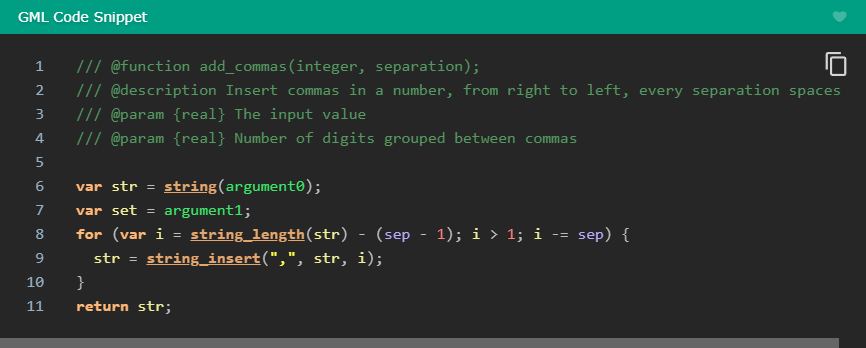 GML Code Snippet
1 /// @function add_commas(integer, separation);
2 /// @description Insert commas in a number, from right to left, every separation spaces
3 /// @param {real} The input value
4 /// @param {real} Number of digits grouped between commas
5
6 var str = string(argument0);
7 var set = argument1;
8 for (var i = string_length(str) - (sep - 1); i > 1; i -= sep) {
9   str = string_insert(",", str, i);
10 }
11 return str;